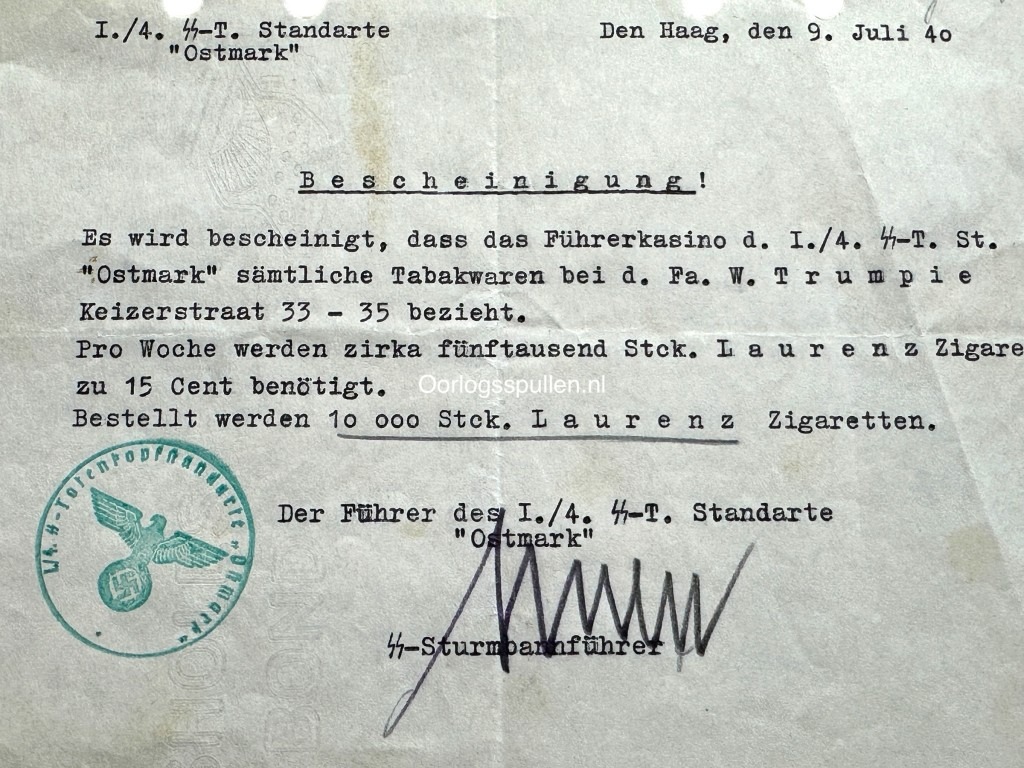 I./4. ᛋᛋ-T. Standarte
"Ostmark"
Den Haag, den 9. Juli 4o
Bescheinigung!
Es wird bescheinigt, dass das Führerkasino d. I./4. ᛋᛋ-T. St.
"Ostmark" sämtliche Tabakwaren bei d. Fa. W. Trumpie
Keizerstraat 33 - 35 bezieht.
Pro Woche werden zirka fünftausend Stck. Laurenz Zigare
zu 15 Cent benötigt.
Oorlogsspullen.nl
Bestellt werden 1o ooo Stck. Laurenz Zigaretten.
ᛋᛋ-Totenkopfstandarte „Ostmark“
Der Führer des I./4. ᛋᛋ-T. Standarte
"Ostmark"
ᛋᛋ-Sturmbannführer